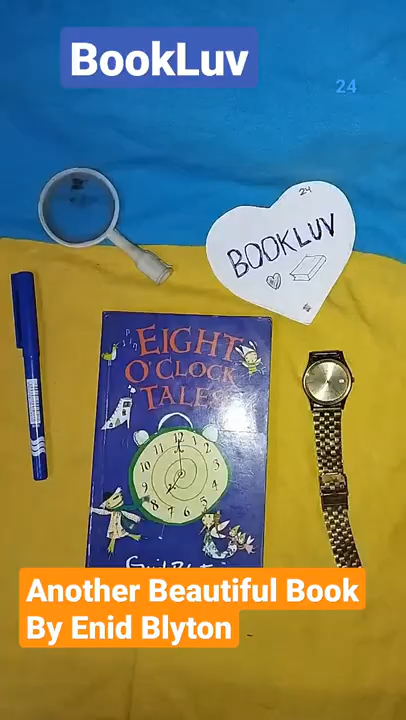 BookLuv
24
24
BOOKLUV
EIGHT
O'CLOCK
TALES
12
11
1
10
2
9
3
8
4
7
5
6
Another Beautiful Book
By Enid Blyton